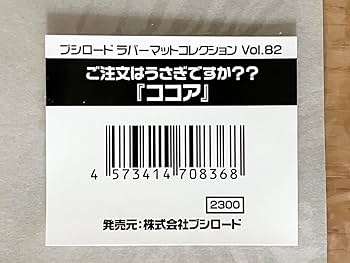 ブシロード ラバーマットコレクション Vol.82
ご注文はうさぎですか??
『ココア』
4 573414 708368
2300
発売元:株式会社ブシロード